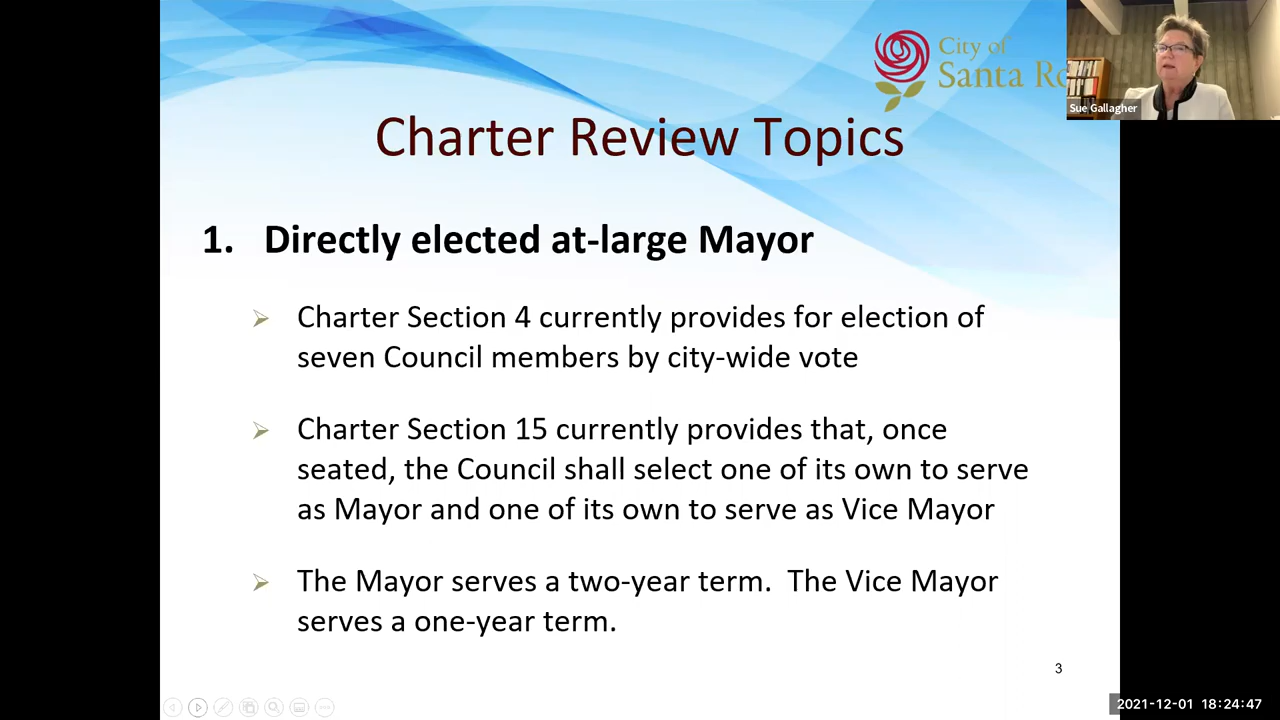 City of
Santa Ro
Sue Gallagher
Charter Review Topics
1. Directly elected at-large Mayor
Charter Section 4 currently provides for election of
seven Council members by city-wide vote
Charter Section 15 currently provides that, once
seated, the Council shall select one of its own to serve
as Mayor and one of its own to serve as Vice Mayor
The Mayor serves a two-year term. The Vice Mayor
serves a one-year term.
3
2021-12-01 18:24:47